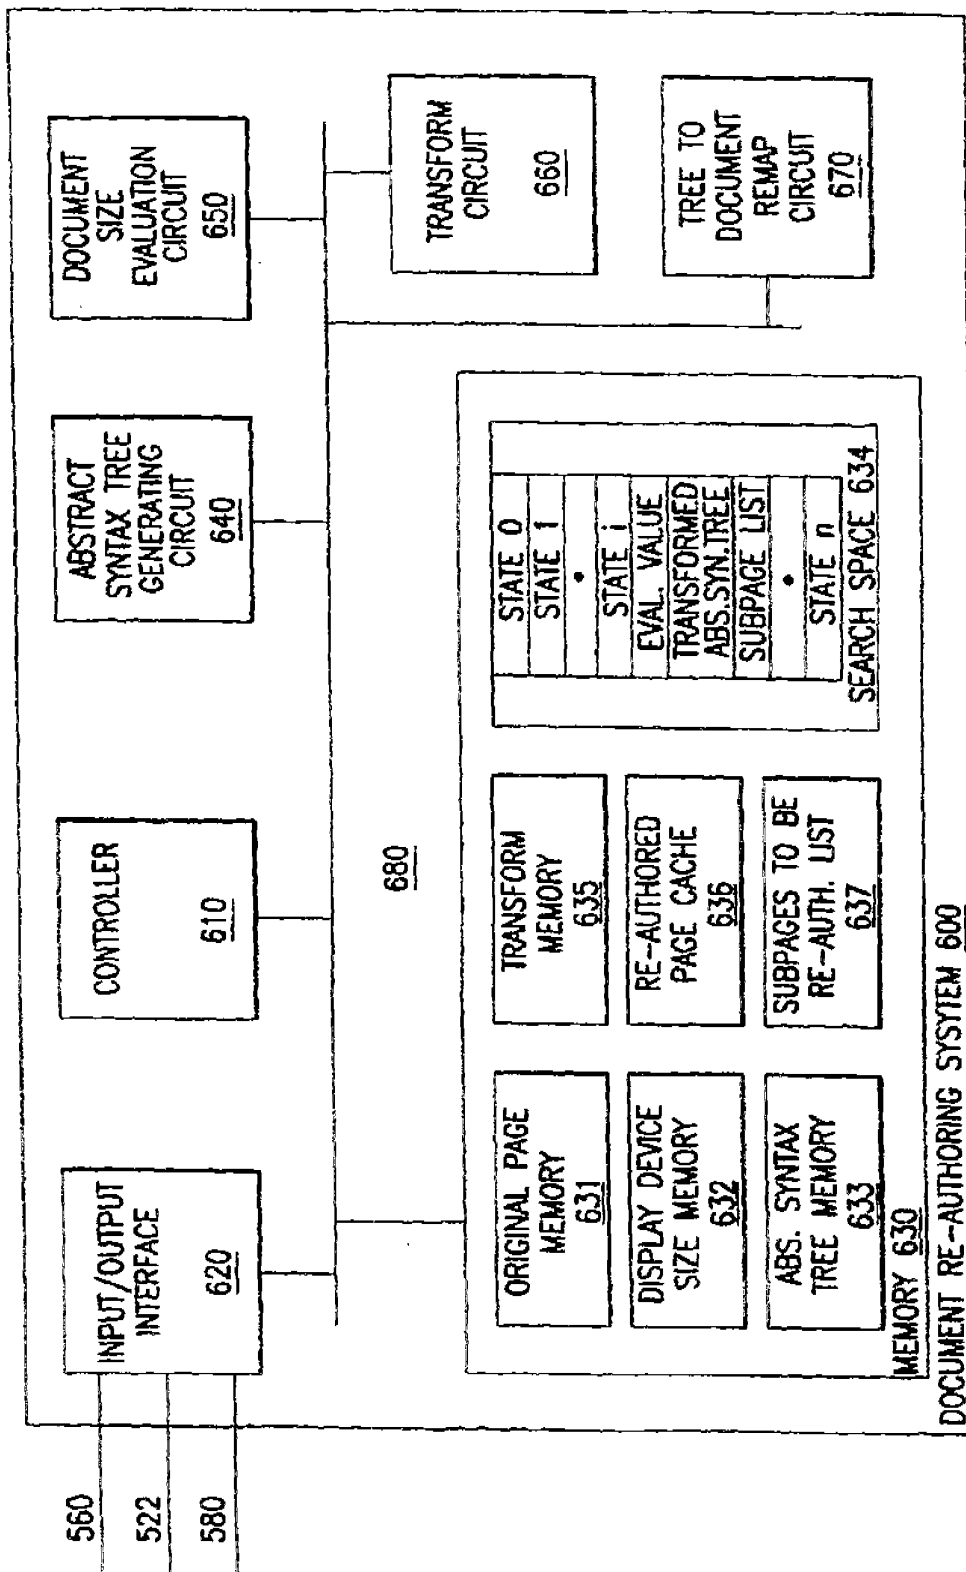 560
522
580
INPUT/OUTPUT
INTERFACE
620
CONTROLLER
610
ABSTRACT
SYNTAX TREE
GENERATING
CIRCUIT
640
DOCUMENT
SIZE
EVALUATION
CIRCUIT
650
680
TRANSFORM
CIRCUIT
660
TREE TO
DOCUMENT
REMAP
CIRCUIT
670
ORIGINAL PAGE
MEMORY
631
DISPLAY DEVICE
SIZE MEMORY
632
ABS. SYNTAX
TREE MEMORY
633
TRANSFORM
MEMORY
635
RE-AUTHORED
PAGE CACHE
636
SUBPAGES TO BE
RE-AUTH. LIST
637
STATE 0
STATE 1
•
STATE i
EVAL. VALUE
TRANSFORMED
ABS.SYN.TREE
SUBPAGE LIST
•
STATE n
SEARCH SPACE 634
MEMORY 630
DOCUMENT RE-AUTHORING SYSYTEM 600